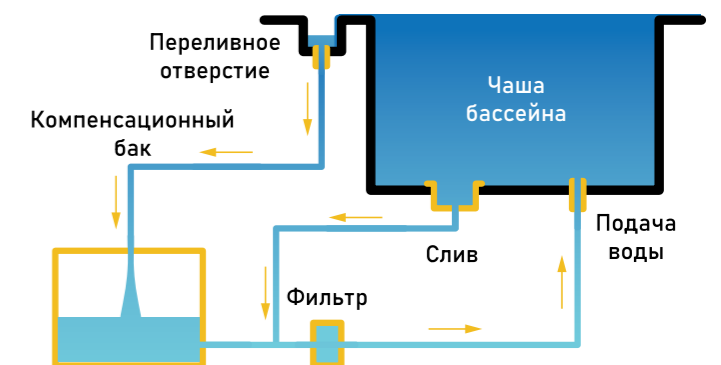 Переливное
отверстие
Чаша
бассейна
Компенсационный
бак
Подача
воды
Слив
Фильтр